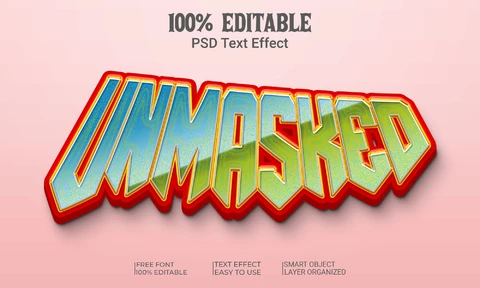 100% EDITABLE
PSD Text Effect
UNMASKED
FREE FONT
100% EDITABLE
TEXT EFFECT
EASY TO USE
SMART OBJECT
LAYER ORGANIZED